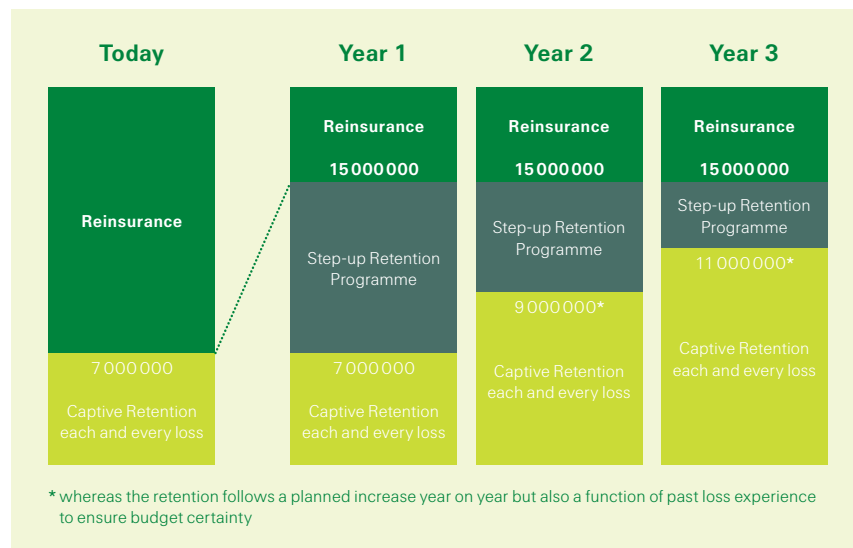 Today
Reinsurance
7 000 000
Captive Retention
each and every loss
Year 1
Reinsurance
15 000 000
Step-up Retention
Programme
7 000 000
Captive Retention
each and every loss
Year 2
Reinsurance
15 000 000
Step-up Retention
Programme
9 000 000*
Captive Retention
each and every loss
Year 3
Reinsurance
15 000 000
Step-up Retention
Programme
11 000 000*
Captive Retention
each and every loss
* whereas the retention follows a planned increase year on year but also a function of past loss experience
to ensure budget certainty